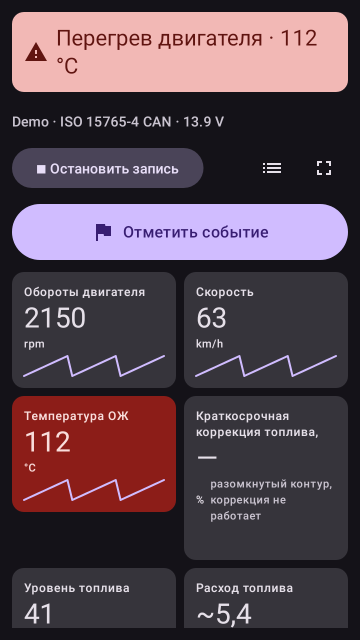 Перегрев двигателя · 112
°C
Demo · ISO 15765-4 CAN · 13.9 V
Остановить запись
Отметить событие
Обороты двигателя
2150
rpm
Скорость
63
km/h
Температура ОЖ
112
°C
Краткосрочная
коррекция топлива,
—
% разомкнутый контур,
коррекция не
работает
Уровень топлива
41
Расход топлива
~5,4